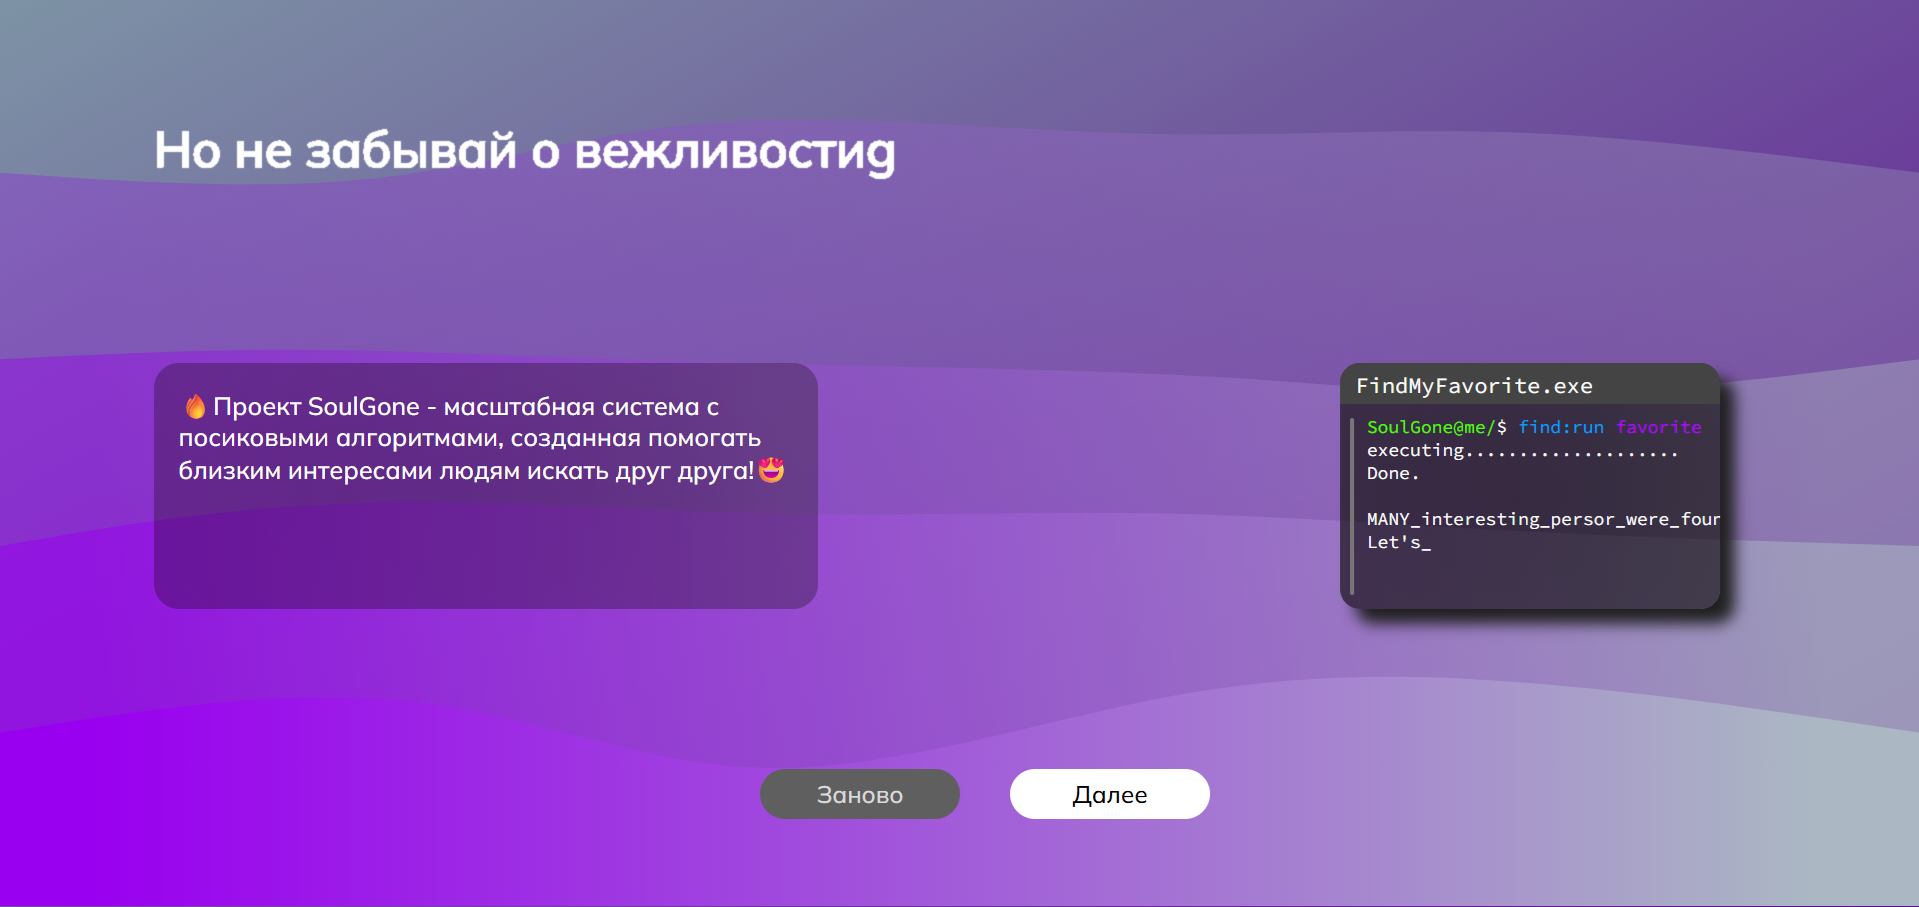 Но не забывай о вежливостиg
🔥 Проект SoulGone - масштабная система с
посиковыми алгоритмами, созданная помогать
близким интересами людям искать друг друга!🤩
FindMyFavorite.exe
SoulGone@me/$ find:run favorite
executing....................
Done.
MANY_interesting_persor_were_four
Let's_
Заново
Далее